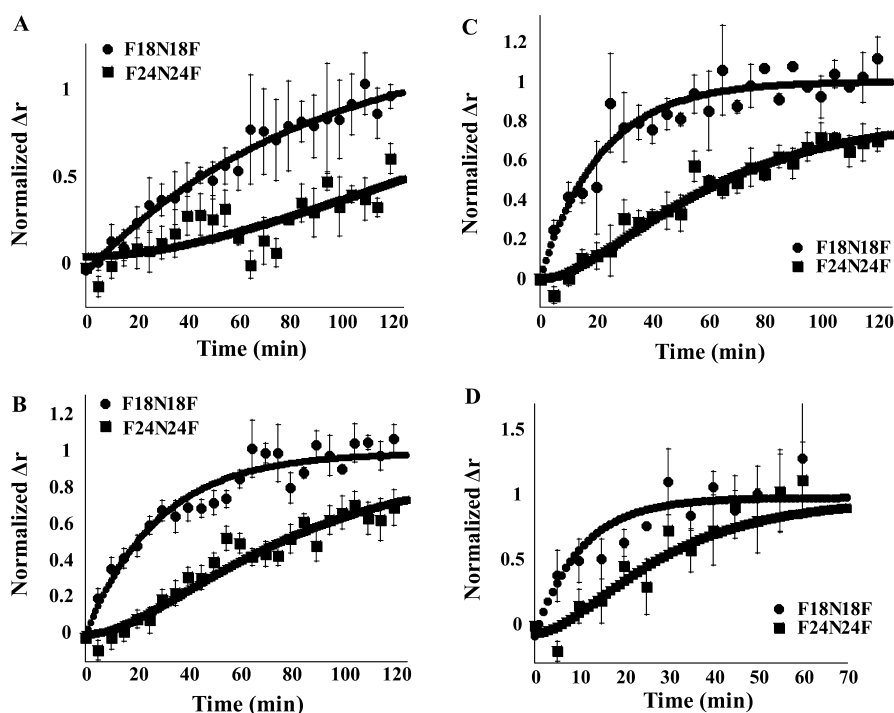 A
F18N18F
F24N24F
Normalized Δr
1
0.5
0
0 20 40 60 80 100 120
Time (min)
B
F18N18F
F24N24F
Normalized Δr
1.2
1
0.8
0.6
0.4
0.2
0
0 20 40 60 80 100 120
Time (min)
C
Normalized Δr
1.2
1
0.8
0.6
0.4
0.2
0
F18N18F
F24N24F
0 20 40 60 80 100 120
Time (min)
D
Normalized Δr
1.5
1
0.5
0
F18N18F
F24N24F
0 10 20 30 40 50 60 70
Time (min)